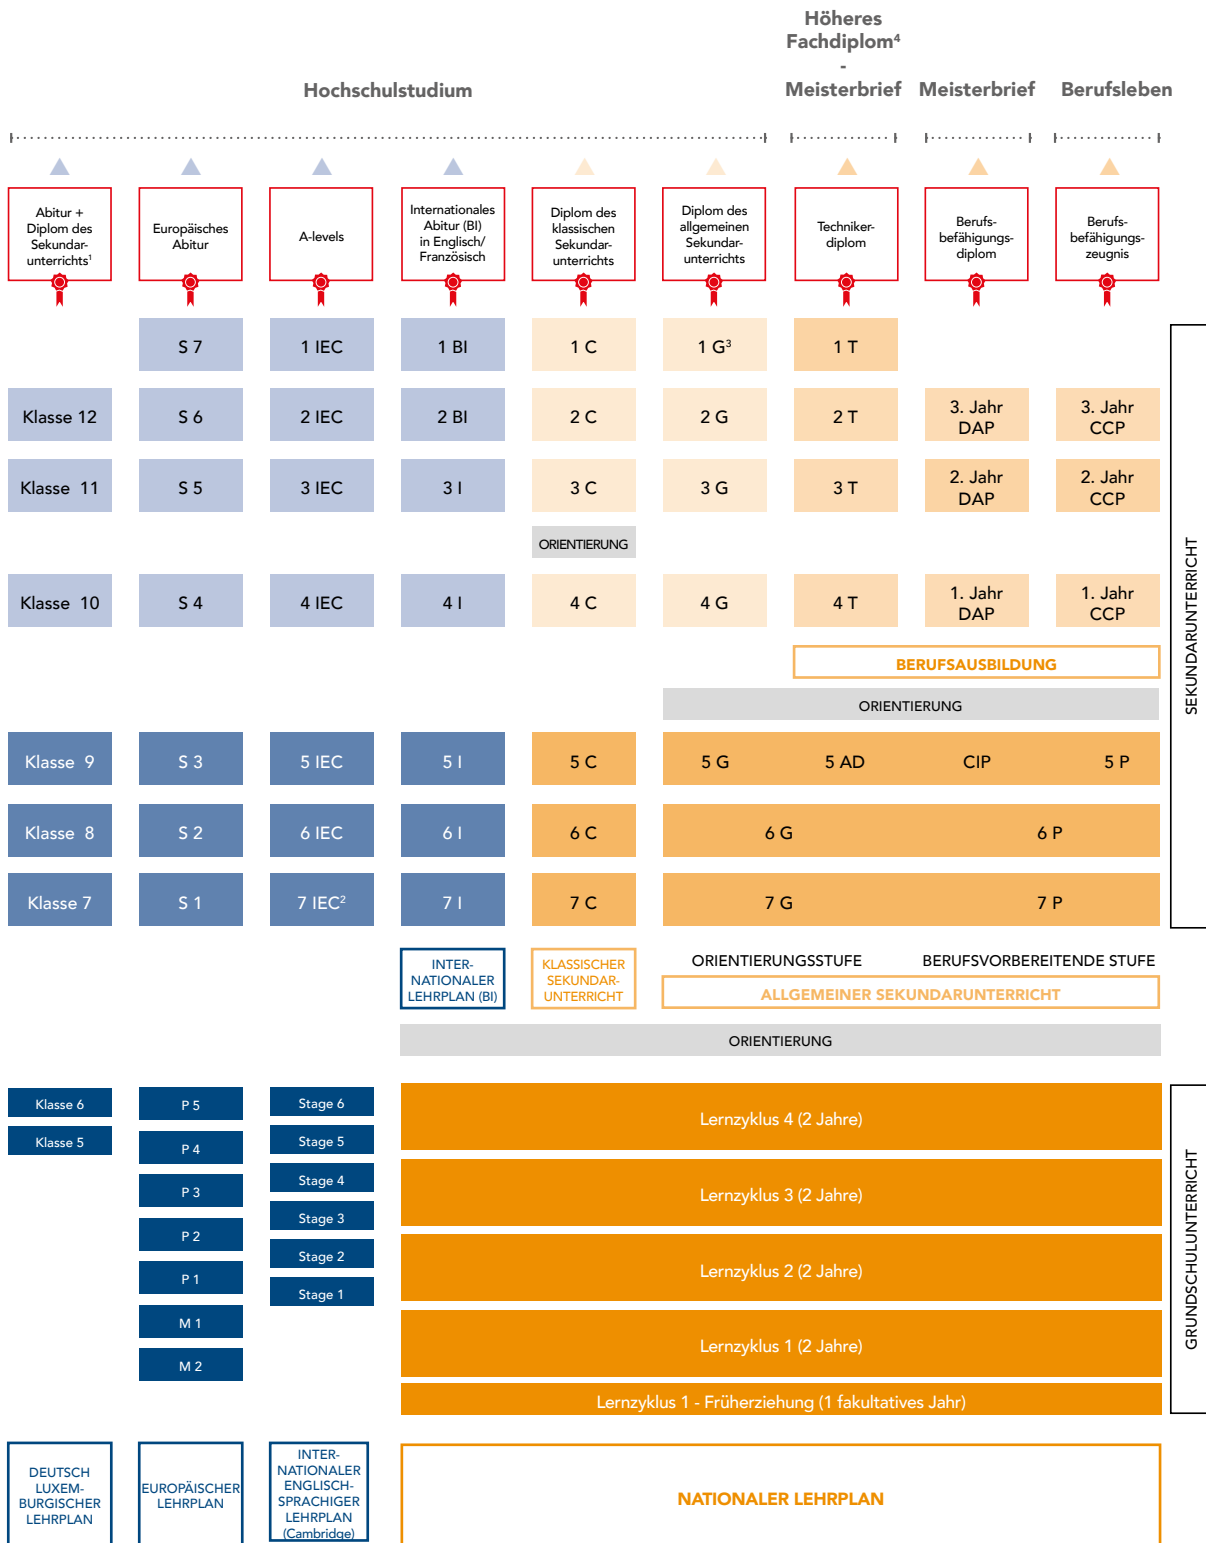 Höheres
Fachdiplom⁴
-
Hochschulstudium
Meisterbrief
Meisterbrief
Berufsleben
Abitur +
Diplom des
Sekundar-
unterrichts¹
Europäisches
Abitur
A-levels
Internationales
Abitur (BI)
in Englisch/
Französisch
Diplom des
klassischen
Sekundar-
unterrichts
Diplom des
allgemeinen
Sekundar-
unterrichts
Techniker-
diplom
Berufs-
befähigungs-
diplom
Berufs-
befähigungs-
zeugnis
S 7
1 IEC
1 BI
1 C
1 G³
1 T
Klasse 12
S 6
2 IEC
2 BI
2 C
2 G
2 T
3. Jahr
DAP
3. Jahr
CCP
Klasse 11
S 5
3 IEC
3 I
3 C
3 G
3 T
2. Jahr
DAP
2. Jahr
CCP
ORIENTIERUNG
Klasse 10
S 4
4 IEC
4 I
4 C
4 G
4 T
1. Jahr
DAP
1. Jahr
CCP
BERUFSAUSBILDUNG
ORIENTIERUNG
Klasse 9
S 3
5 IEC
5 I
5 C
5 G
5 AD
CIP
5 P
Klasse 8
S 2
6 IEC
6 I
6 C
6 G
6 P
Klasse 7
S 1
7 IEC²
7 I
7 C
7 G
7 P
SEKUNDARUNTERRICHT
INTER-
NATIONALER
LEHRPLAN (BI)
KLASSISCHER
SEKUNDAR-
UNTERRICHT
ORIENTIERUNGSSTUFE
BERUFSVORBEREITENDE STUFE
ALLGEMEINER SEKUNDARUNTERRICHT
ORIENTIERUNG
Klasse 6
Klasse 5
P 5
P 4
P 3
P 2
P 1
M 1
M 2
Stage 6
Stage 5
Stage 4
Stage 3
Stage 2
Stage 1
Lernzyklus 4 (2 Jahre)
Lernzyklus 3 (2 Jahre)
Lernzyklus 2 (2 Jahre)
Lernzyklus 1 (2 Jahre)
Lernzyklus 1 - Früherziehung (1 fakultatives Jahr)
GRUNDSCHULUNTERRICHT
DEUTSCH
LUXEM-
BURGISCHER
LEHRPLAN
EUROPÄISCHER
LEHRPLAN
INTER-
NATIONALER
ENGLISCH-
SPRACHIGER
LEHRPLAN
(Cambridge)
NATIONALER LEHRPLAN